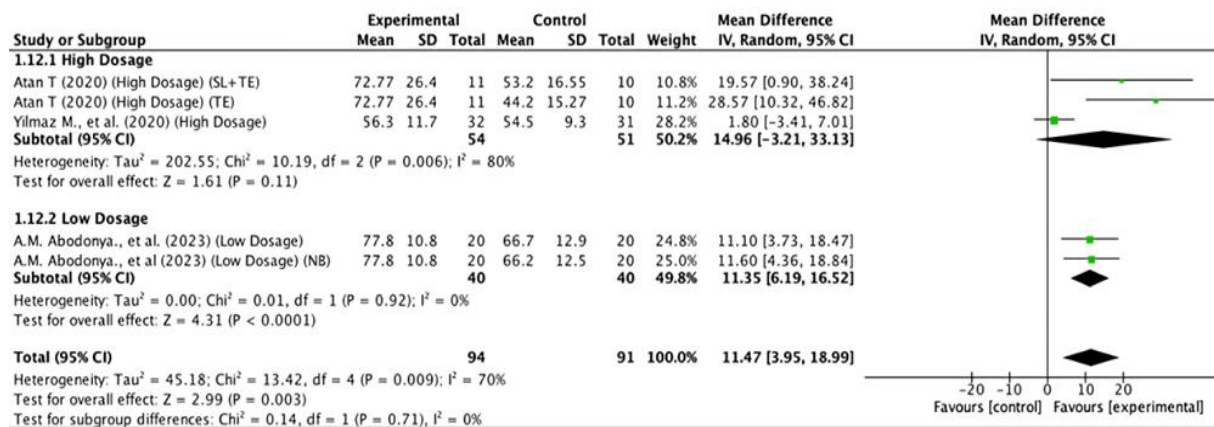 Experimental Control Mean Difference Mean Difference
Study or Subgroup Mean SD Total Mean SD Total Weight IV, Random, 95% CI IV, Random, 95% CI
1.12.1 High Dosage
Atan T (2020) (High Dosage) (SL+TE) 72.77 26.4 11 53.2 16.55 10 10.8% 19.57 [0.90, 38.24]
Atan T (2020) (High Dosage) (TE) 72.77 26.4 11 44.2 15.27 10 11.2% 28.57 [10.32, 46.82]
Yilmaz M., et al. (2020) (High Dosage) 56.3 11.7 32 54.5 9.3 31 28.2% 1.80 [-3.41, 7.01]
Subtotal (95% CI) 54 51 50.2% 14.96 [-3.21, 33.13]
Heterogeneity: Tau² = 202.55; Chi² = 10.19, df = 2 (P = 0.006); I² = 80%
Test for overall effect: Z = 1.61 (P = 0.11)
1.12.2 Low Dosage
A.M. Abodonya., et al. (2023) (Low Dosage) 77.8 10.8 20 66.7 12.9 20 24.8% 11.10 [3.73, 18.47]
A.M. Abodonya., et al (2023) (Low Dosage) (NB) 77.8 10.8 20 66.2 12.5 20 25.0% 11.60 [4.36, 18.84]
Subtotal (95% CI) 40 40 49.8% 11.35 [6.19, 16.52]
Heterogeneity: Tau² = 0.00; Chi² = 0.01, df = 1 (P = 0.92); I² = 0%
Test for overall effect: Z = 4.31 (P < 0.0001)
Total (95% CI) 94 91 100.0% 11.47 [3.95, 18.99]
Heterogeneity: Tau² = 45.18; Chi² = 13.42, df = 4 (P = 0.009); I² = 70%
Test for overall effect: Z = 2.99 (P = 0.003)
Test for subgroup differences: Chi² = 0.14, df = 1 (P = 0.71), I² = 0%
-20 -10 0 10 20
Favours [control] Favours [experimental]